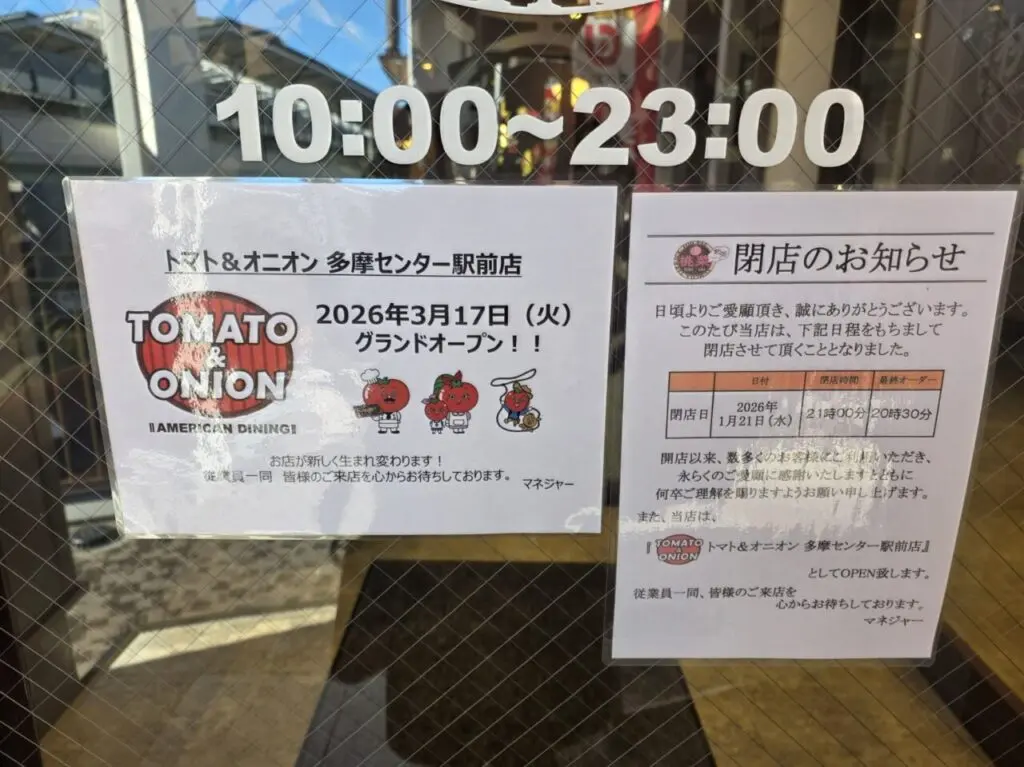 10:00~23:00
トマト&オニオン 多摩センター駅前店
TOMATO
&
ONION
AMERICAN DINING
2026年3月17日(火)
グランドオープン!!
お店が新しく生まれ変わります!
従業員一同 皆様のご来店を心からお待ちしております。
マネジャー
閉店のお知らせ
日頃よりご愛顧頂き、誠にありがとうございます。
このたび当店は、下記日程をもちまして
閉店させて頂くこととなりました。
日付 閉店時間 最終オーダー
閉店日 2026年 1月21日(水) 21時00分 20時30分
開店以来、数多くのお客様にご利用いただき、
永らくのご愛顧に感謝いたしますとともに
何卒ご理解を賜りますようお願い申し上げます。
また、当店は、
『TOMATO & ONION トマト&オニオン 多摩センター駅前店』
としてOPEN致します。
従業員一同、皆様のご来店を
心からお待ちしております。
マネジャー